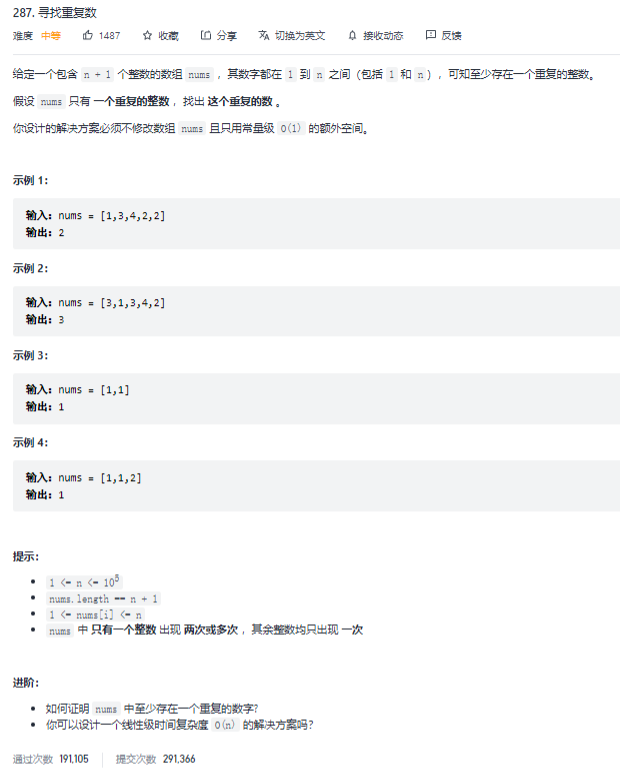 287. 寻找重复数
难度 中等 1487 收藏 分享 切换为英文 接收动态 反馈
给定一个包含 n + 1 个整数的数组 nums ，其数字都在 1 到 n 之间（包括 1 和 n ），可知至少存在一个重复的整数。
假设 nums 只有 一个重复的整数 ，找出 这个重复的数 。
你设计的解决方案必须不修改数组 nums 且只用常量级 O(1) 的额外空间。
示例 1：
输入：nums = [1,3,4,2,2]
输出：2
示例 2：
输入：nums = [3,1,3,4,2]
输出：3
示例 3：
输入：nums = [1,1]
输出：1
示例 4：
输入：nums = [1,1,2]
输出：1
提示：
1 <= n <= 10⁵
nums.length == n + 1
1 <= nums[i] <= n
nums 中 只有一个整数 出现 两次或多次 ，其余整数均只出现 一次
进阶：
如何证明 nums 中至少存在一个重复的数字?
你可以设计一个线性级时间复杂度 O(n) 的解决方案吗？
通过次数 191,105 提交次数 291,366